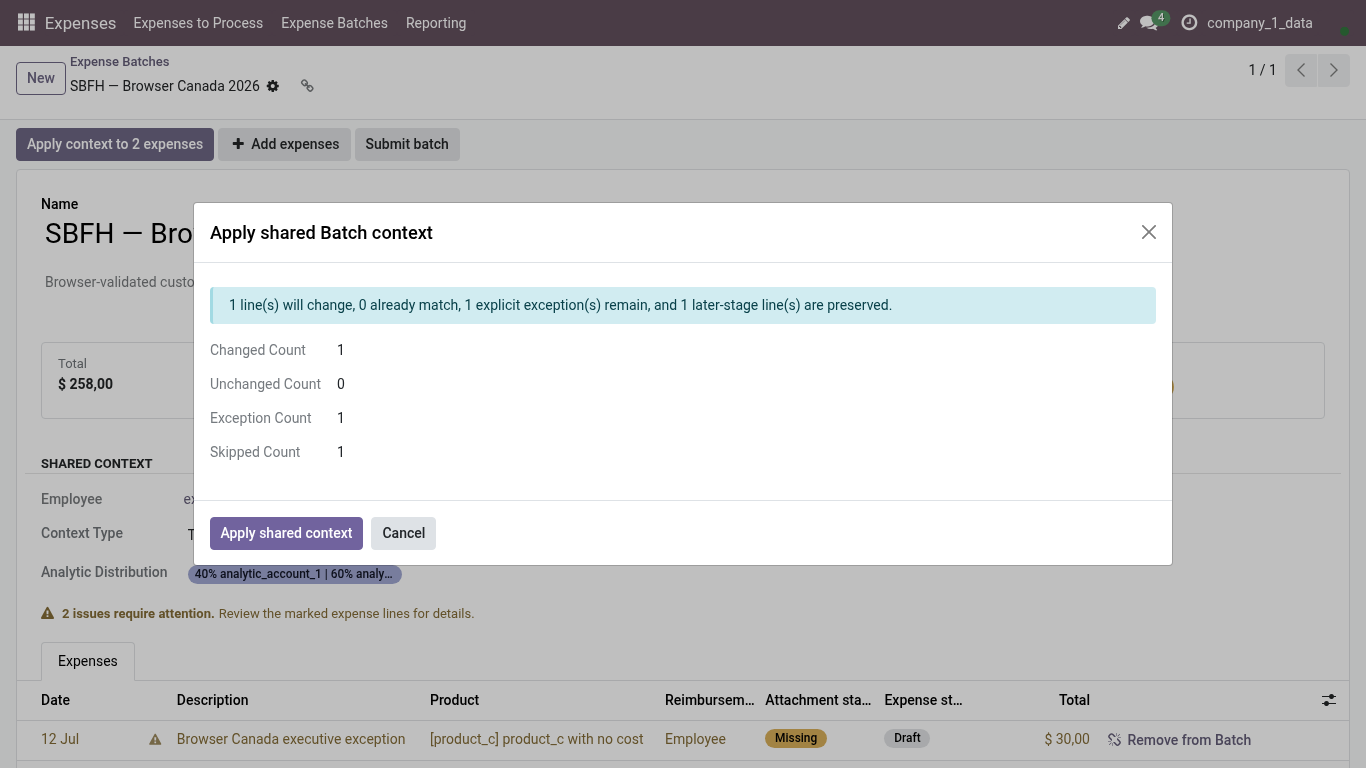 Expenses Expenses to Process Expense Batches Reporting 4 company_1_data
New Expense Batches
SBFH — Browser Canada 2026 1 / 1
Apply context to 2 expenses Add expenses Submit batch
Name
SBFH — Bro
Browser-validated custo
Total
$ 258,00
SHARED CONTEXT
Employee
Context Type
Analytic Distribution 40% analytic_account_1 | 60% analy...
Apply shared Batch context
1 line(s) will change, 0 already match, 1 explicit exception(s) remain, and 1 later-stage line(s) are preserved.
Changed Count 1
Unchanged Count 0
Exception Count 1
Skipped Count 1
Apply shared context Cancel
2 issues require attention. Review the marked expense lines for details.
Expenses
Date Description Product Reimbursem... Attachment sta... Expense st... Total
12 Jul Browser Canada executive exception [product_c] product_c with no cost Employee Missing Draft $ 30,00 Remove from Batch